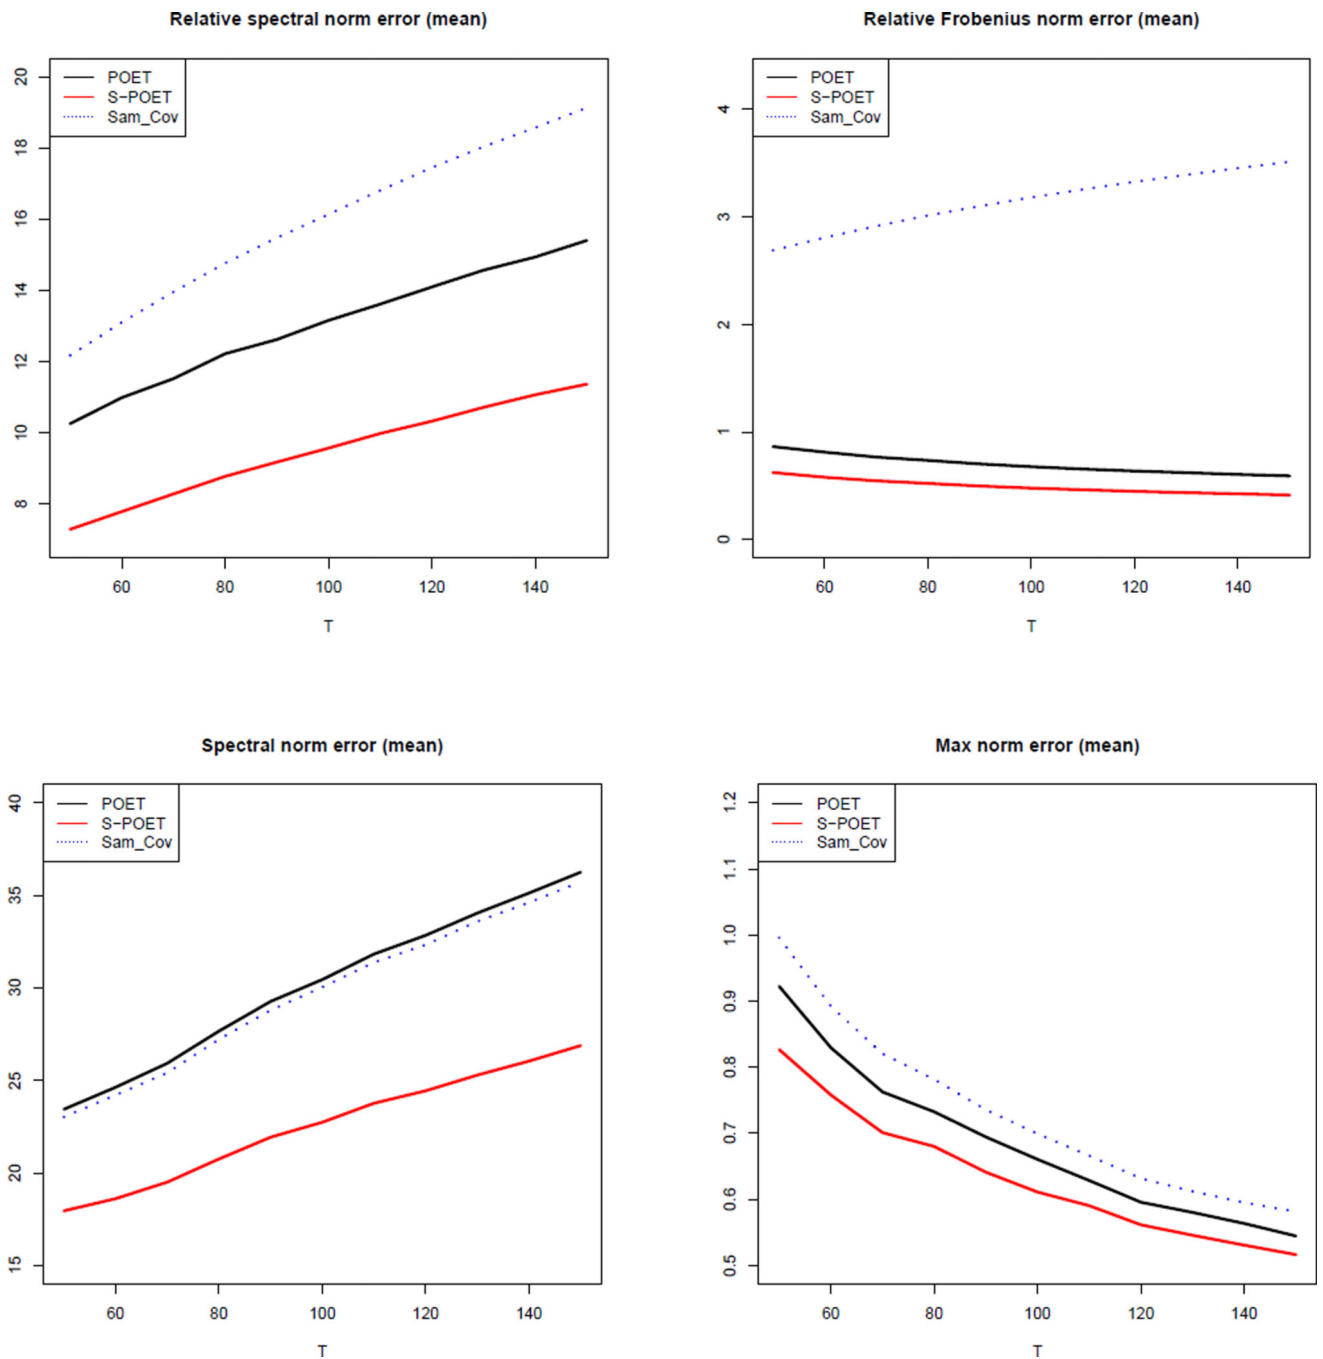 Relative spectral norm error (mean)
POET
S-POET
Sam_Cov
20
18
16
14
12
10
8
60 80 100 120 140
T
Relative Frobenius norm error (mean)
POET
S-POET
Sam_Cov
4
3
2
1
0
60 80 100 120 140
T
Spectral norm error (mean)
POET
S-POET
Sam_Cov
40
35
30
25
20
15
60 80 100 120 140
T
Max norm error (mean)
POET
S-POET
Sam_Cov
1.2
1.1
1.0
0.9
0.8
0.7
0.6
0.5
60 80 100 120 140
T